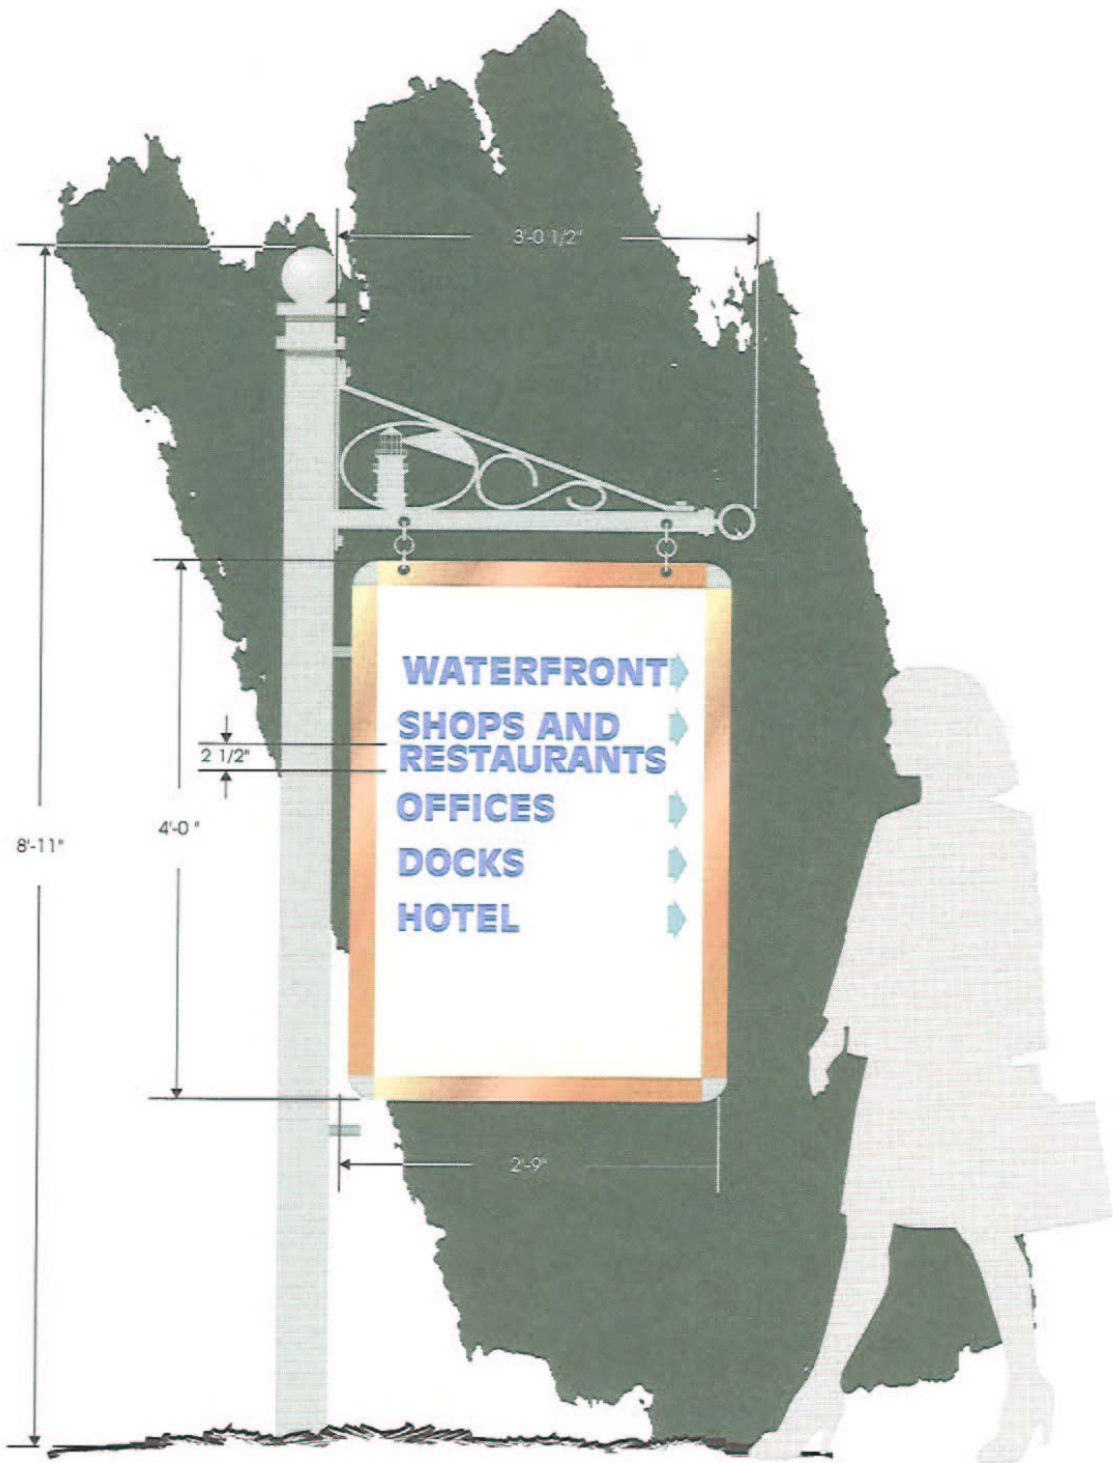 3'-0 1/2"
WATERFRONT
SHOPS AND
RESTAURANTS
2 1/2"
OFFICES
4'-0 "
8'-11"
DOCKS
HOTEL
2'-9"